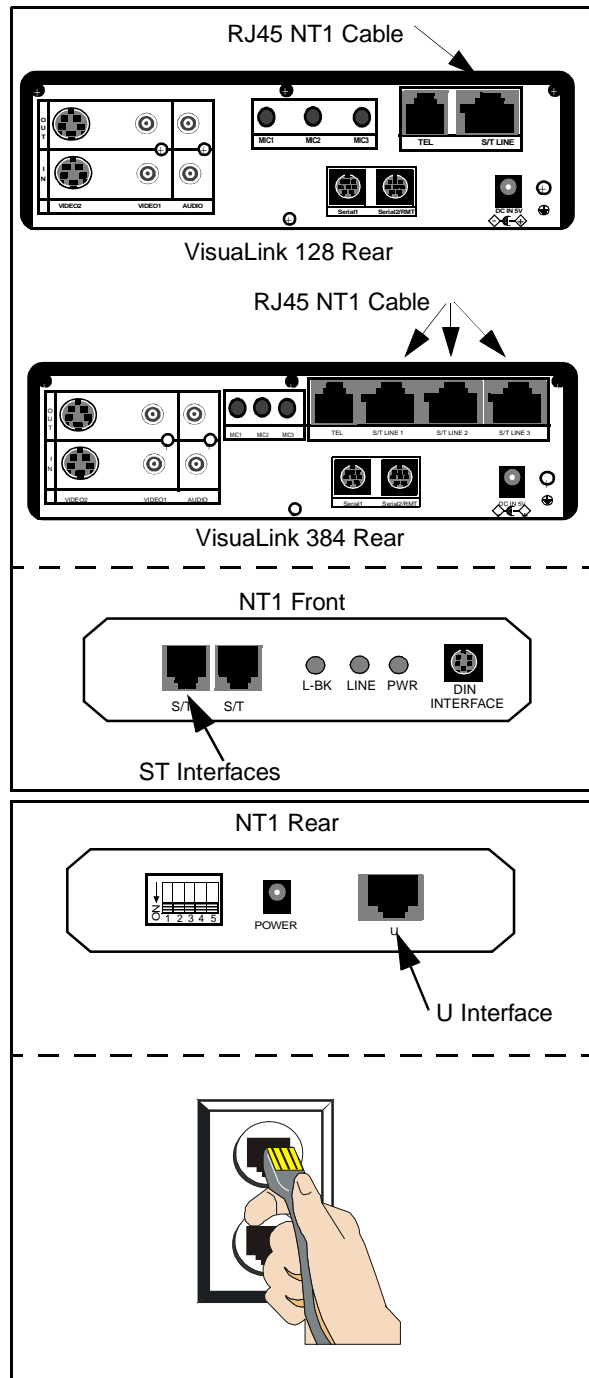 RJ45 NT1 Cable
OUT
IN
VIDEO2 VIDEO1 AUDIO
MIC1 MIC2 MIC3
TEL S/T LINE
Serial1 Serial2/RMT
DC IN 5V
- +
VisuaLink 128 Rear
RJ45 NT1 Cable
OUT
IN
VIDEO2 VIDEO1 AUDIO
MIC1 MIC2 MIC3
TEL S/T LINE 1 S/T LINE 2 S/T LINE 3
Serial1 Serial2/RMT
DC IN 5V
- +
VisuaLink 384 Rear
NT1 Front
S/T S/T
L-BK LINE PWR
DIN
INTERFACE
ST Interfaces
NT1 Rear
ON
1 2 3 4 5
POWER
U
U Interface